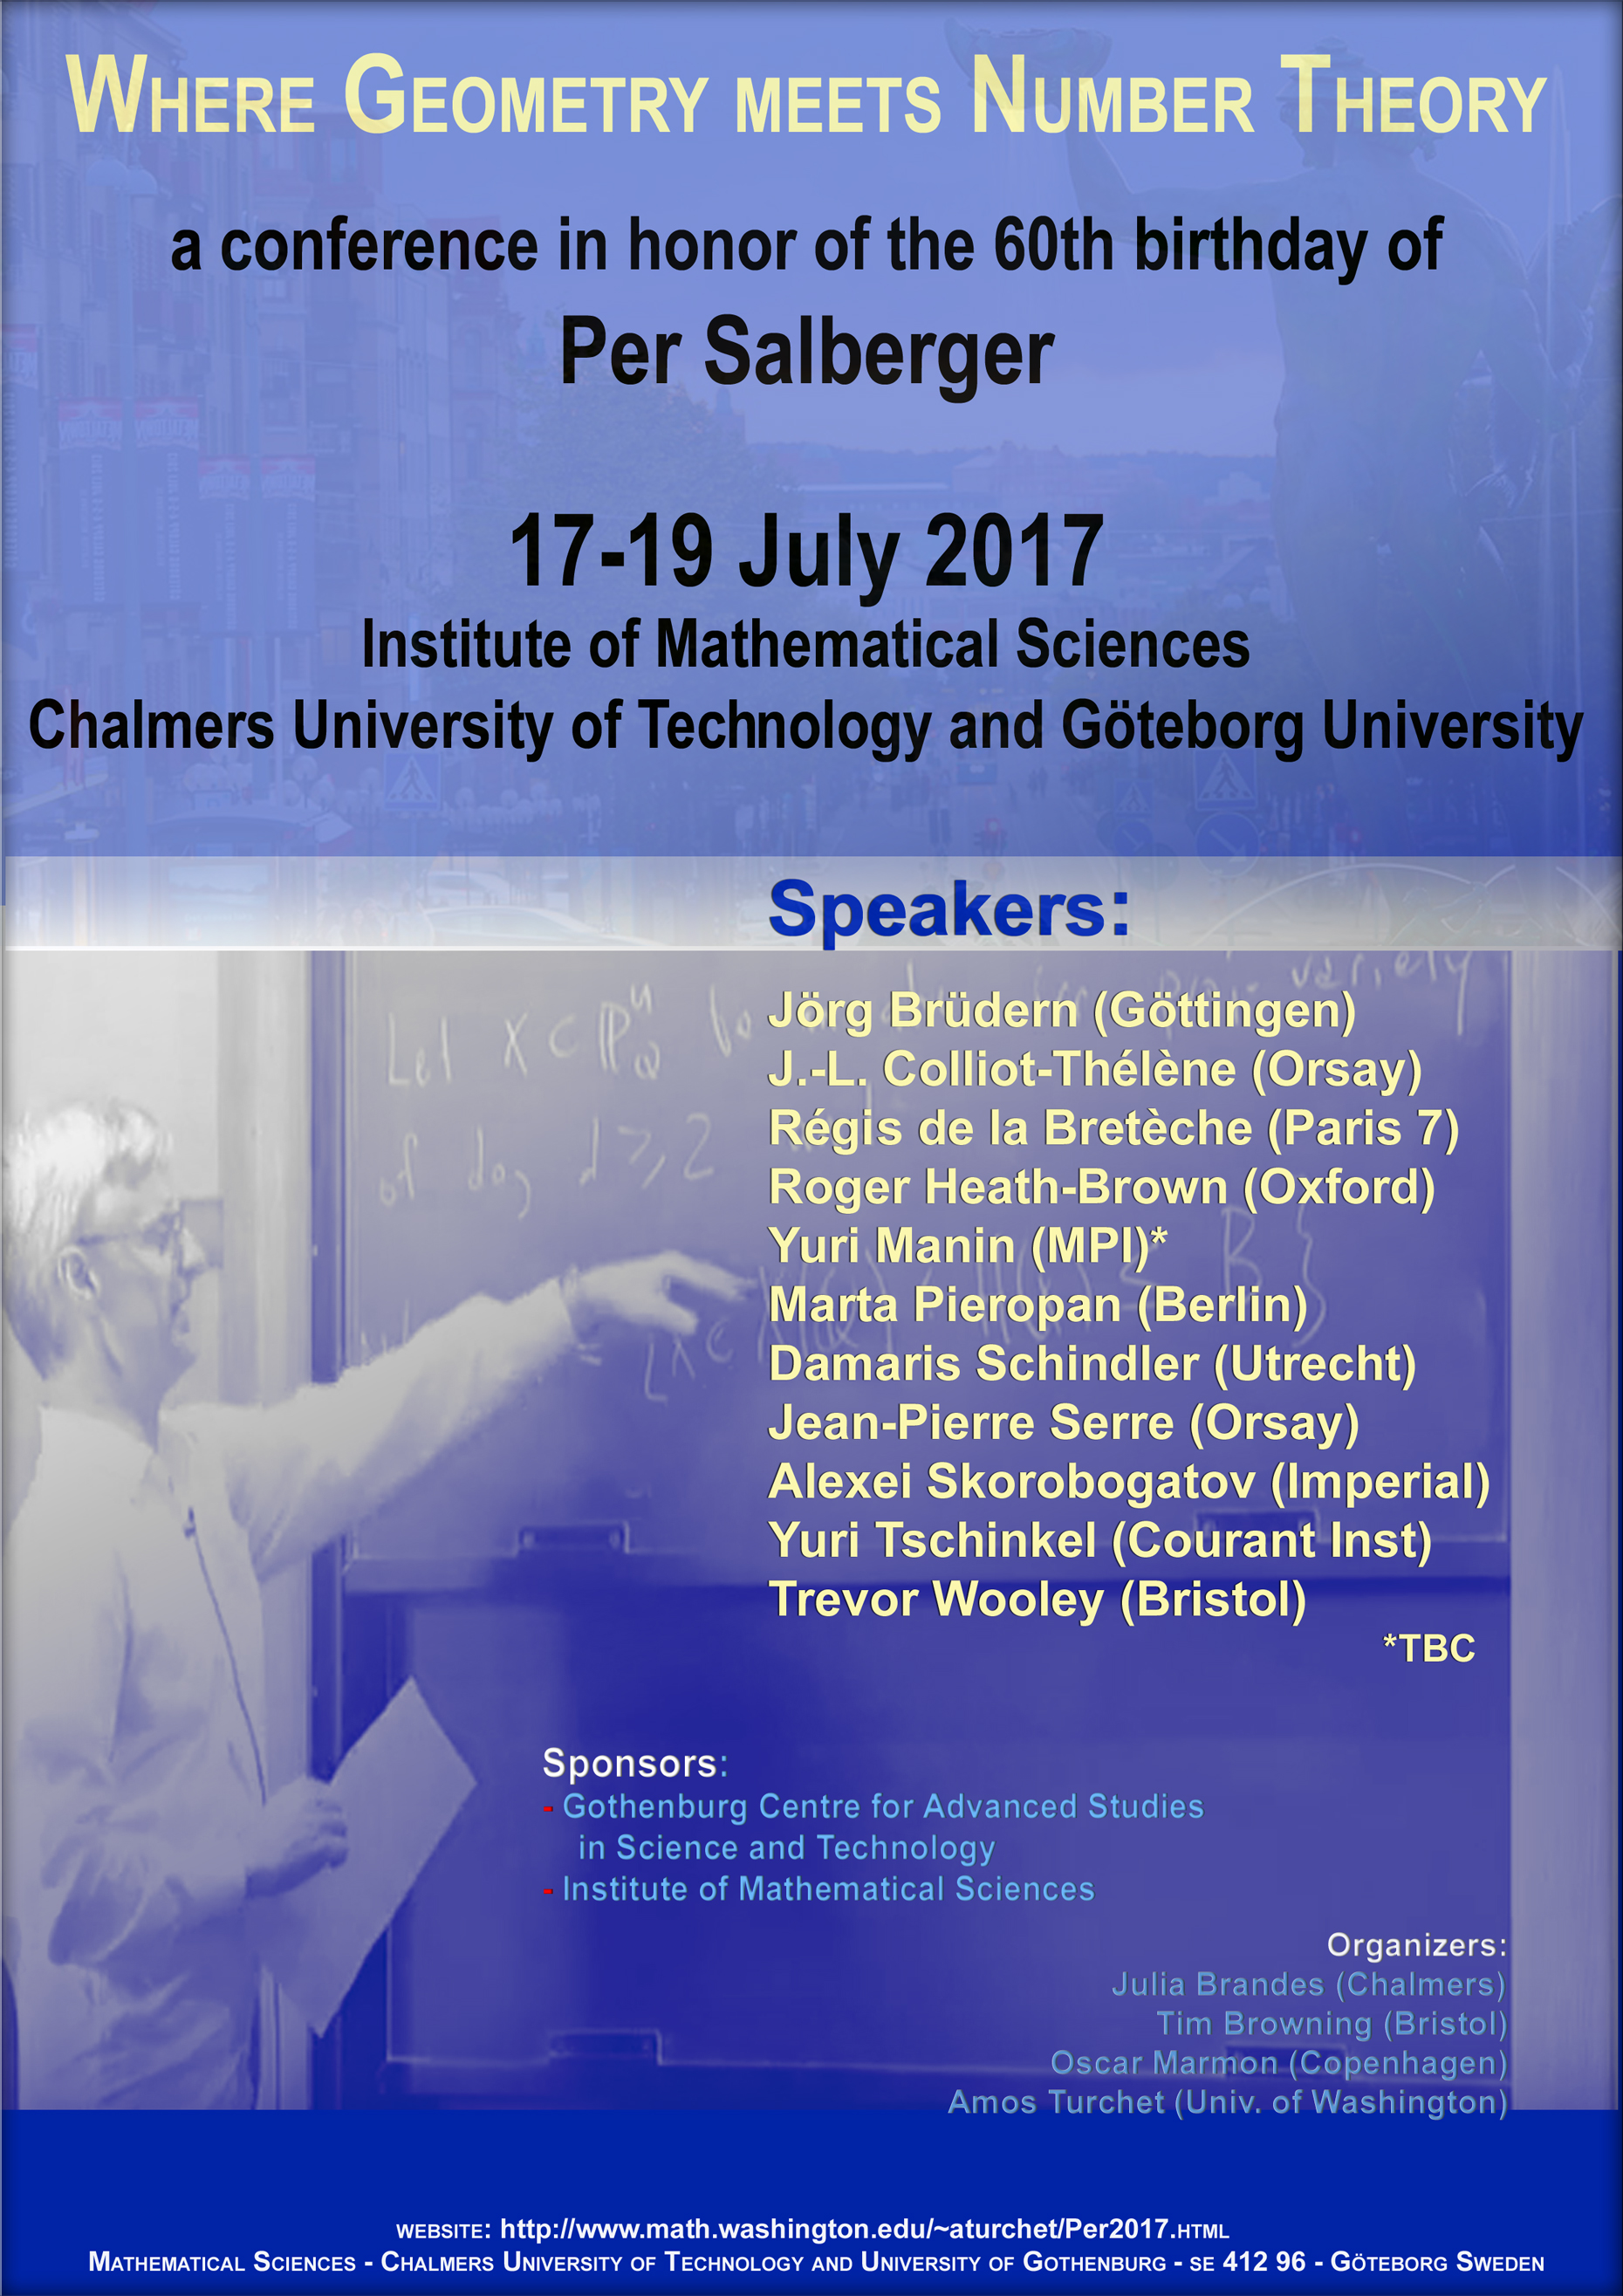 Where Geometry meets Number Theory
a conference in honor of the 60th birthday of
Per Salberger
17-19 July 2017
Institute of Mathematical Sciences
Chalmers University of Technology and Göteborg University
Speakers:
Jörg Brüdern (Göttingen)
J.-L. Colliot-Thélène (Orsay)
Régis de la Bretèche (Paris 7)
Roger Heath-Brown (Oxford)
Yuri Manin (MPI)*
Marta Pieropan (Berlin)
Damaris Schindler (Utrecht)
Jean-Pierre Serre (Orsay)
Alexei Skorobogatov (Imperial)
Yuri Tschinkel (Courant Inst)
Trevor Wooley (Bristol)
*TBC
Let X ⊂ ℙⁿ_Q
variety
of deg d ≥ 2
Sponsors:
- Gothenburg Centre for Advanced Studies
in Science and Technology
- Institute of Mathematical Sciences
Organizers:
Julia Brandes (Chalmers)
Tim Browning (Bristol)
Oscar Marmon (Copenhagen)
Amos Turchet (Univ. of Washington)
website: http://www.math.washington.edu/~aturchet/Per2017.html
Mathematical Sciences - Chalmers University of Technology and University of Gothenburg - se 412 96 - Göteborg Sweden